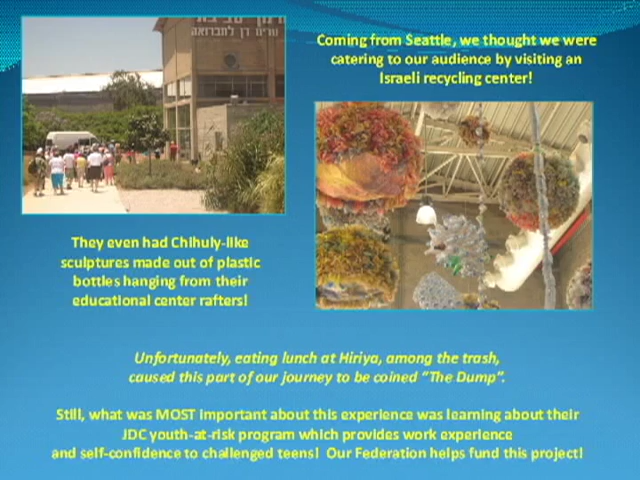 איגוד ערים דן לתברואה
Coming from Seattle, we thought we were
catering to our audience by visiting an
Israeli recycling center!
They even had Chihuly-like
sculptures made out of plastic
bottles hanging from their
educational center rafters!
Unfortunately, eating lunch at Hiriya, among the trash,
caused this part of our journey to be coined “The Dump”.
Still, what was MOST important about this experience was learning about their
JDC youth-at-risk program which provides work experience
and self-confidence to challenged teens! Our Federation helps fund this project!